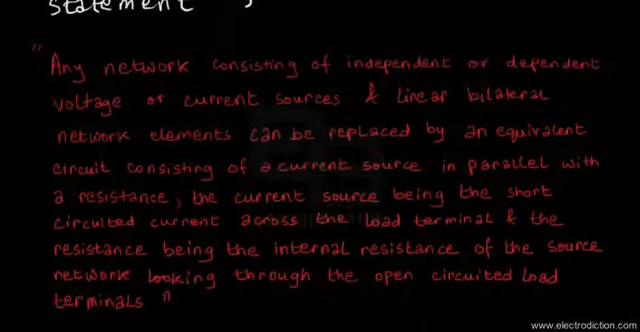 statement
" Any network consisting of independent or dependent
voltage or current sources & linear bilateral
network elements can be replaced by an equivalent
circuit consisting of a current source in parallel with
a resistance, the current source being the short
circuited current across the load terminal & the
resistance being the internal resistance of the source
network looking through the open circuited load
terminals "
www.electrodiction.com